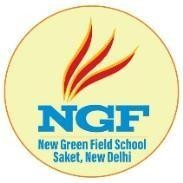 NGF
New Green Field School
Saket, New Delhi